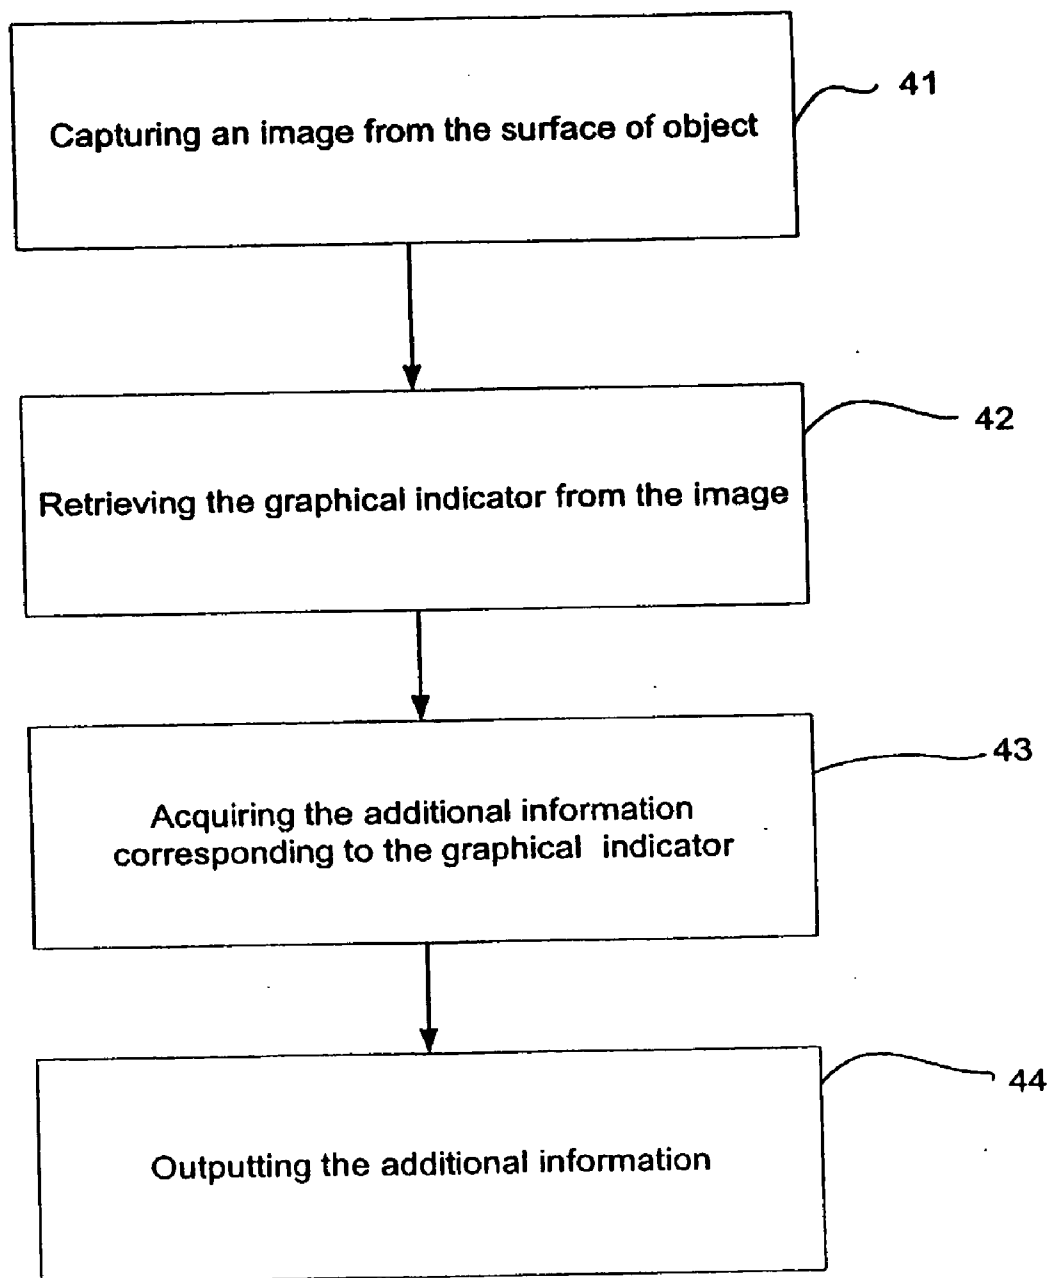 Capturing an image from the surface of object
41
Retrieving the graphical indicator from the image
42
Acquiring the additional information
corresponding to the graphical indicator
43
Outputting the additional information
44